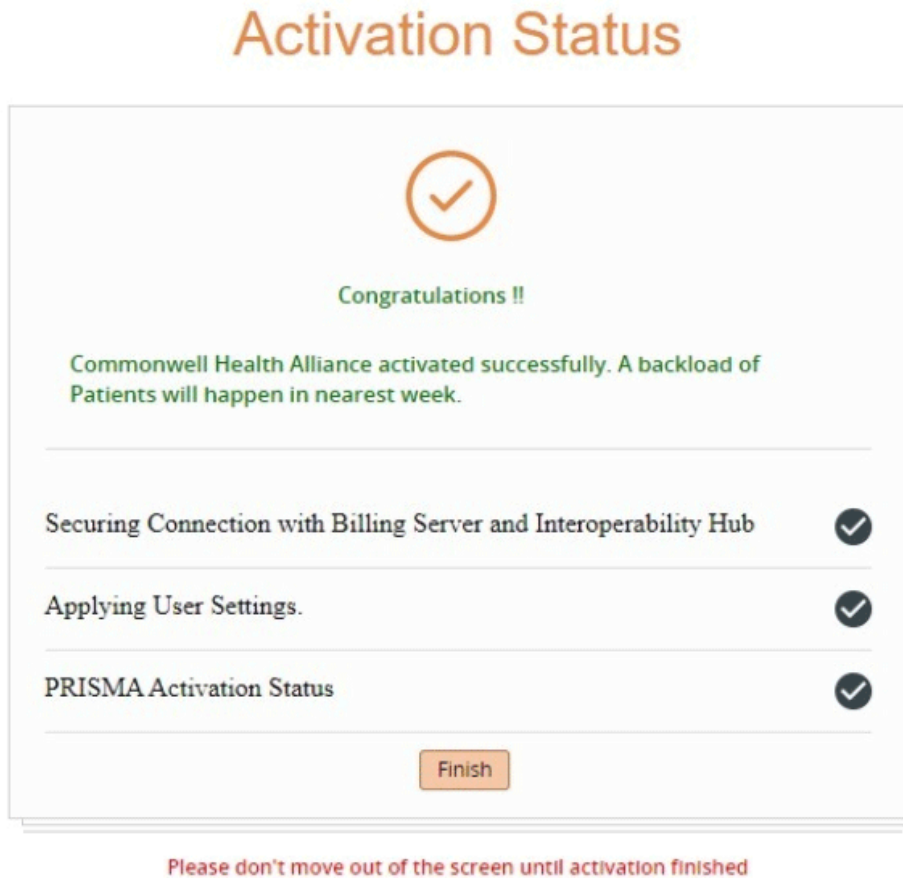 Activation Status
Congratulations !!
Commonwell Health Alliance activated successfully. A backload of
Patients will happen in nearest week.
Securing Connection with Billing Server and Interoperability Hub
Applying User Settings.
PRISMA Activation Status
Finish
Please don't move out of the screen until activation finished